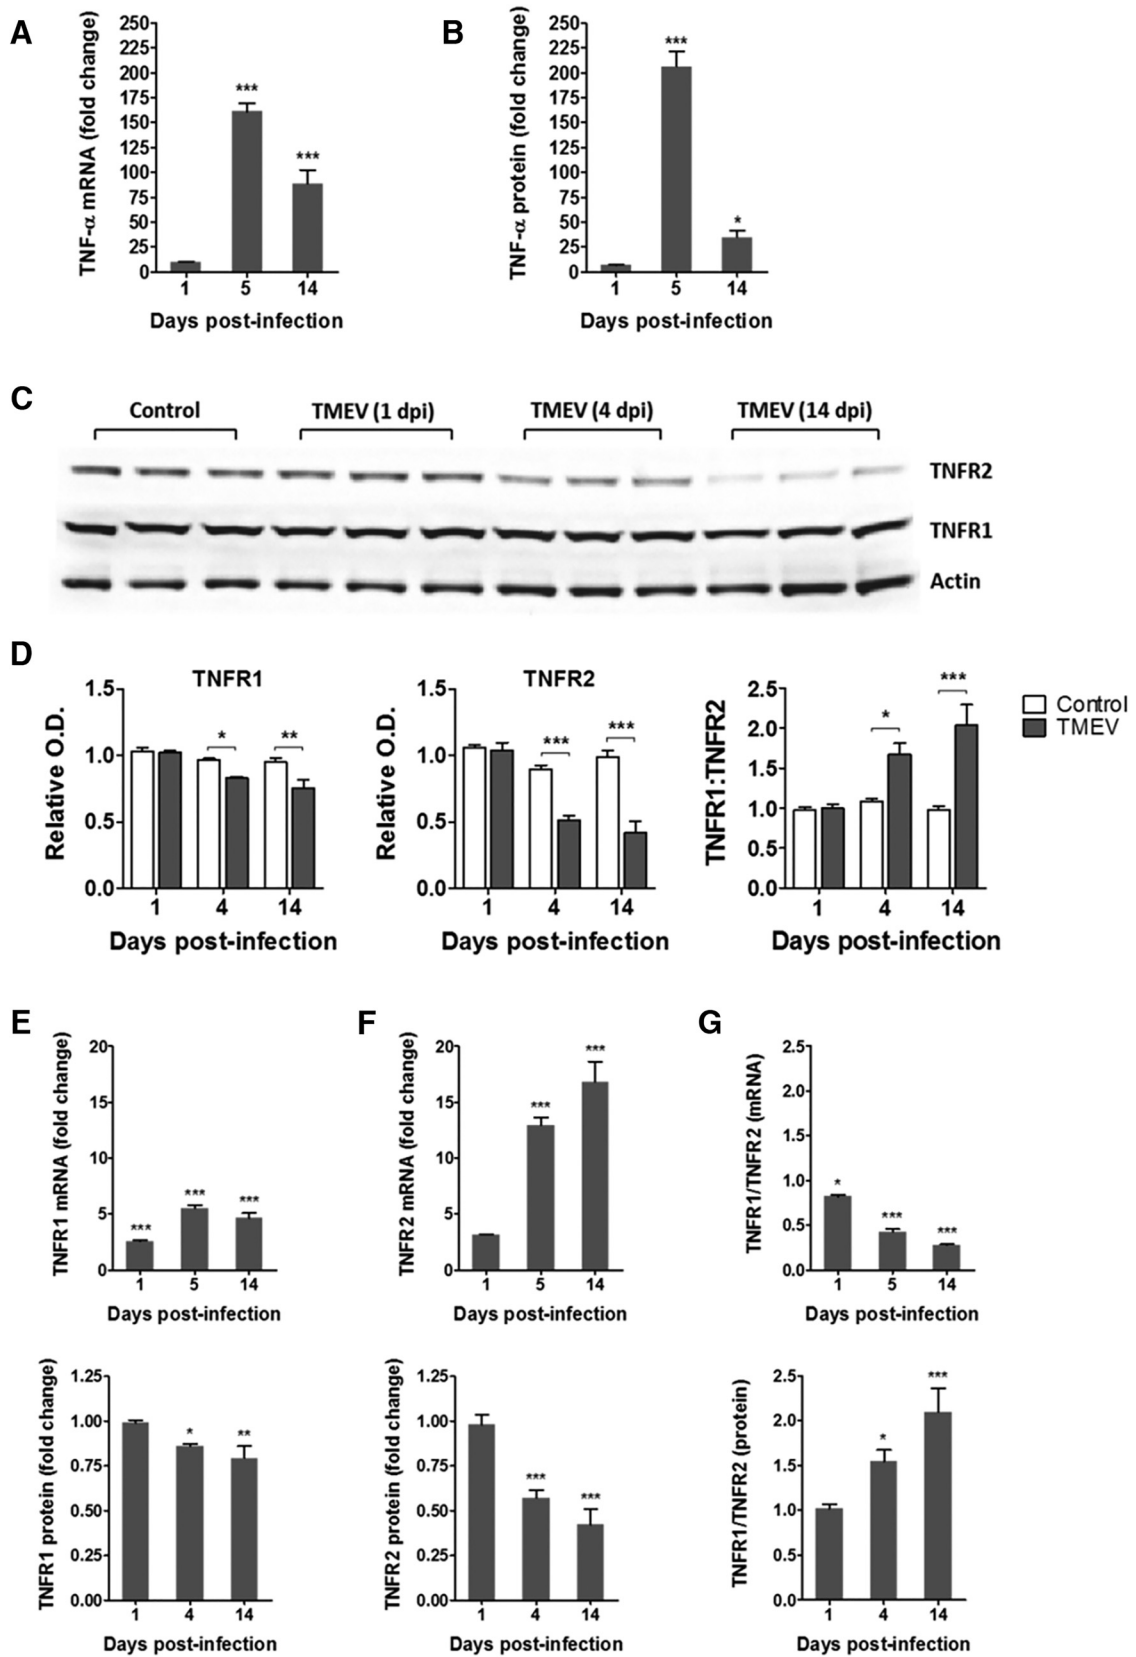 A
TNF-α mRNA (fold change)
250
225
200
175
150
125
100
75
50
25
0
***
***
1 5 14
Days post-infection
B
TNF-α protein (fold change)
250
225
200
175
150
125
100
75
50
25
0
***
*
1 5 14
Days post-infection
C
Control TMEV (1 dpi) TMEV (4 dpi) TMEV (14 dpi)
TNFR2
TNFR1
Actin
D
TNFR1
Relative O.D.
1.5
1.0
0.5
0.0
* **
1 4 14
Days post-infection
TNFR2
Relative O.D.
1.5
1.0
0.5
0.0
*** ***
1 4 14
Days post-infection
TNFR1:TNFR2
2.5
2.0
1.5
1.0
0.5
0.0
* ***
1 4 14
Days post-infection
Control
TMEV
E
TNFR1 mRNA (fold change)
20
15
10
5
0
*** *** ***
1 5 14
Days post-infection
F
TNFR2 mRNA (fold change)
20
15
10
5
0
*** ***
1 5 14
Days post-infection
G
TNFR1/TNFR2 (mRNA)
2.5
2.0
1.5
1.0
0.5
0.0
* *** ***
1 5 14
Days post-infection
TNFR1 protein (fold change)
1.25
1.00
0.75
0.50
0.25
0.00
* **
1 4 14
Days post-infection
TNFR2 protein (fold change)
1.25
1.00
0.75
0.50
0.25
0.00
*** ***
1 4 14
Days post-infection
TNFR1/TNFR2 (protein)
2.5
2.0
1.5
1.0
0.5
0.0
* ***
1 4 14
Days post-infection